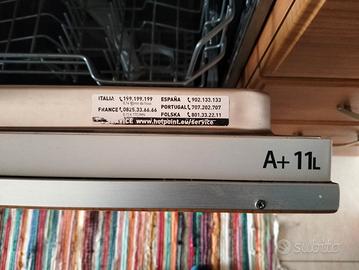 ITALIA 199.199.199
ESPAÑA 902.133.133
PORTUGAL 707.202.707
FRANCE 0825.33.66.66
POLSKA 801.33.22.11
SERVICE www.hotpoint.eu/service
A+ 11L
subito